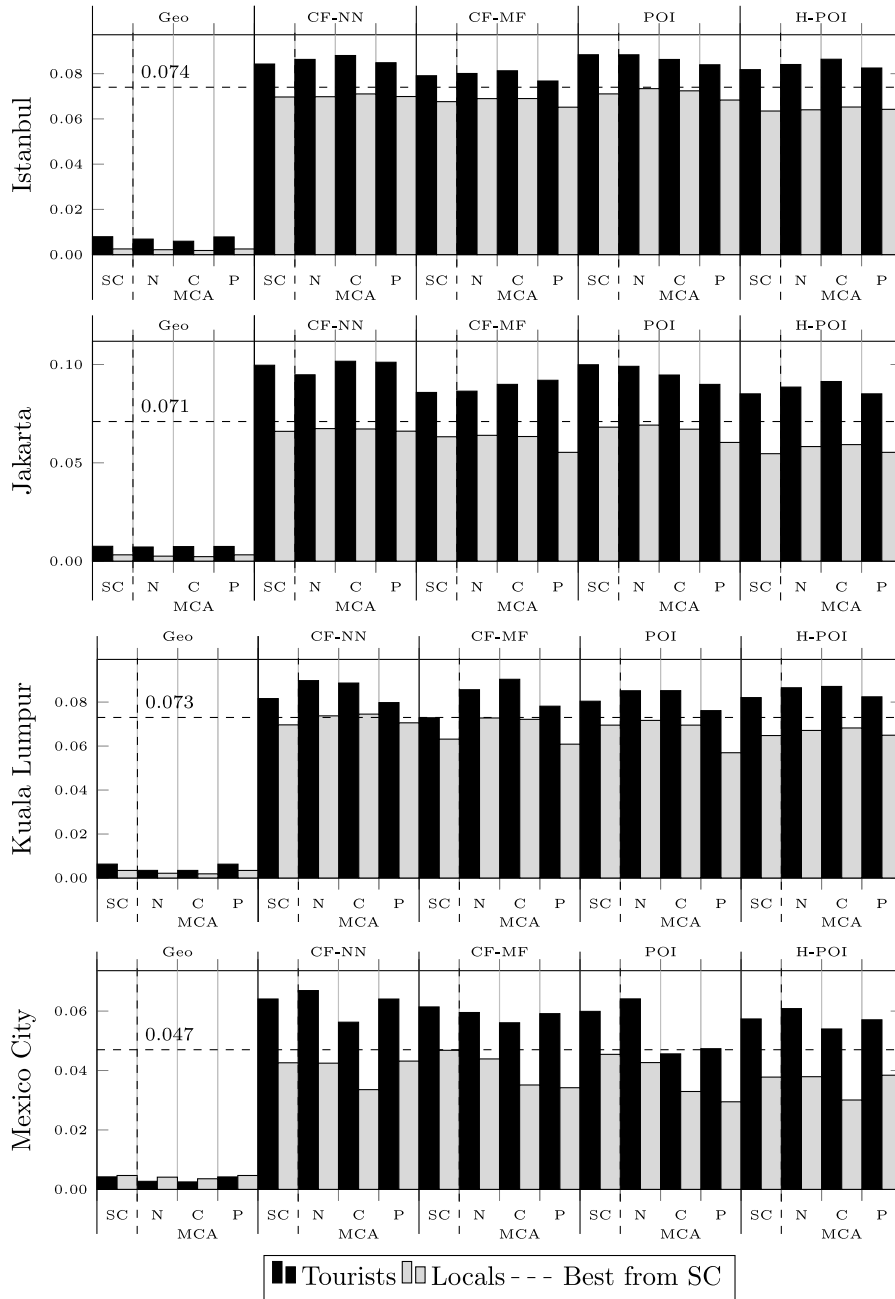 Geo CF-NN CF-MF POI H-POI
0.08
0.074
0.06
0.04
0.02
0.00
Istanbul
SC N C P SC N C P SC N C P SC N C P SC N C P
MCA MCA MCA MCA MCA
Geo CF-NN CF-MF POI H-POI
0.10
0.071
0.05
0.00
Jakarta
SC N C P SC N C P SC N C P SC N C P SC N C P
MCA MCA MCA MCA MCA
Geo CF-NN CF-MF POI H-POI
0.08
0.073
0.06
0.04
0.02
0.00
Kuala Lumpur
SC N C P SC N C P SC N C P SC N C P SC N C P
MCA MCA MCA MCA MCA
Geo CF-NN CF-MF POI H-POI
0.06
0.047
0.04
0.02
0.00
Mexico City
SC N C P SC N C P SC N C P SC N C P SC N C P
MCA MCA MCA MCA MCA
Tourists Locals Best from SC